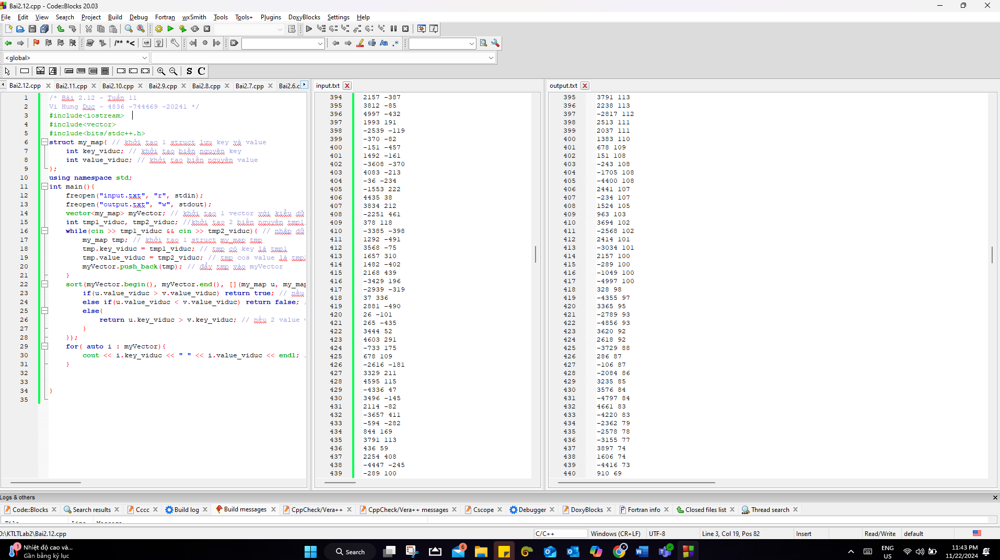 Bai2.12.cpp - Code::Blocks 20.03
File Edit View Search Project Build Debug Fortran wxSmith Tools Tools+ Plugins DoxyBlocks Settings Help
/** *<
Aa .*
<global>
S C
Bai2.12.cpp Bai2.11.cpp Bai2.10.cpp Bai2.9.cpp Bai2.8.cpp Bai2.7.cpp Bai2.6.c
1 /* Bài 2.12 - Tuần 11
2 Vi Hung Duc - 4836 -744469 -20241 */
3 #include<iostream>
4 #include<vector>
5 #include<bits/stdc++.h>
6 struct my_map{ // khởi tạo 1 struct lưu key và value
7 int key_viduc; // khởi tạo biến nguyên key
8 int value_viduc; // khởi tạo biến nguyên value
9 };
10 using namespace std;
11 int main(){
12 freopen("input.txt", "r", stdin);
13 freopen("output.txt", "w", stdout);
14 vector<my_map> myVector; // khởi tạo 1 vector với kiểu dữ
15 int tmp1_viduc, tmp2_viduc; //khởi tạo 2 biến nguyên tmp1
16 while(cin >> tmp1_viduc && cin >> tmp2_viduc){ // nhập dữ
17 my_map tmp; // khởi tạo 1 struct my_map tmp
18 tmp.key_viduc = tmp1_viduc; // tmp có key là tmp1
19 tmp.value_viduc = tmp2_viduc; // tmp cos value là tmp2
20 myVector.push_back(tmp); // đẩy tmp vào myVector
21 }
22 sort(myVector.begin(), myVector.end(), [](my_map u, my_map
23 if(u.value_viduc > v.value_viduc) return true; // nếu
24 else if(u.value_viduc < v.value_viduc) return false; /
25 else{
26 return u.key_viduc > v.key_viduc; // nếu 2 value =
27 }
28 });
29 for( auto i : myVector){
30 cout << i.key_viduc << " " << i.value_viduc << endl; /
31 }
32
33
34 }
35
input.txt
394 2157 -387
395 3812 -85
396 4997 -432
397 1993 191
398 -2539 -119
399 -370 -82
400 -151 -457
401 1492 -161
402 -3608 -370
403 4083 -213
404 -36 -234
405 -1553 222
406 4435 38
407 3834 212
408 -2251 461
409 378 118
410 -3385 -398
411 1292 -491
412 3568 -75
413 1657 310
414 1482 -402
415 2168 439
416 -3429 196
417 -2939 -319
418 37 336
419 2881 -490
420 26 -101
421 265 -435
422 3444 52
423 4603 291
424 -733 175
425 678 109
426 -2616 -181
427 3329 211
428 4595 115
429 -4336 47
430 3496 -145
431 2114 -82
432 -3657 411
433 -594 -282
434 844 169
435 3791 113
436 436 59
437 2254 408
438 -4447 -245
439 -289 100
output.txt
395 3791 113
396 2238 113
397 -2817 112
398 2513 111
399 2037 111
400 1383 110
401 678 109
402 151 108
403 -243 108
404 -1705 108
405 -4400 108
406 2441 107
407 -234 107
408 1524 105
409 963 103
410 3694 102
411 -2568 102
412 2414 101
413 -3034 101
414 2157 100
415 -289 100
416 -1049 100
417 -4997 100
418 328 98
419 -4355 97
420 3365 95
421 -2789 93
422 -4856 93
423 3620 92
424 2618 92
425 -3729 88
426 286 87
427 -106 87
428 -2084 86
429 3235 85
430 3576 84
431 -4797 84
432 4661 83
433 -4220 83
434 -2362 79
435 -2578 78
436 -3155 77
437 3897 74
438 1606 74
439 -4416 73
440 910 69
Logs & others
Code::Blocks Search results Cccc Build log Build messages CppCheck/Vera++ CppCheck/Vera++ messages Cscope Debugger DoxyBlocks Fortran info Closed files list Thread search
File Line Message
D:\KTLTLab2\Bai2.12.cpp C/C++ Windows (CR+LF) UTF-8 Line 3, Col 19, Pos 82 Insert Read/Write default
1 Nhiệt độ cao và...
Gần bằng kỷ lục
Search
6
ENG
US
11:43 PM
11/22/2024